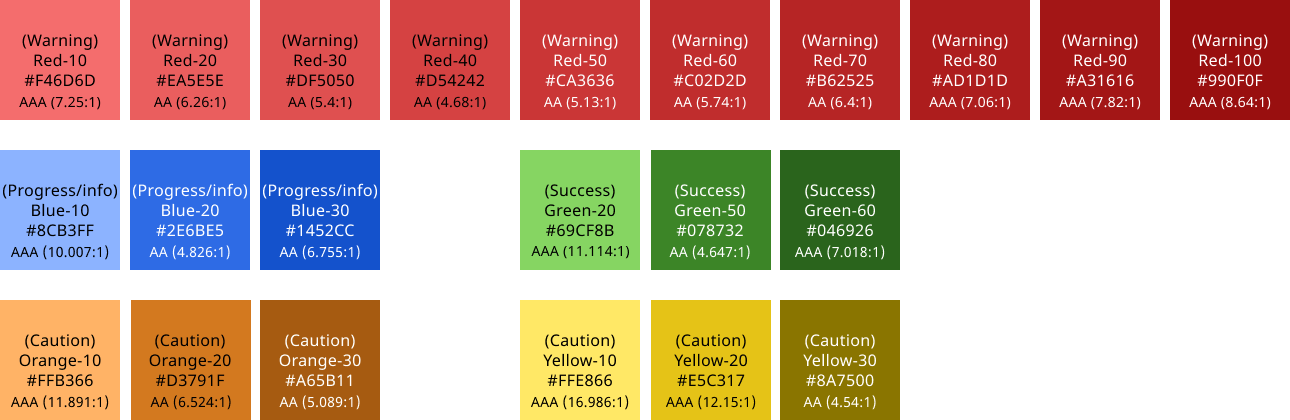 (Warning)
Red-10
#F46D6D
AAA (7.25:1)
(Warning)
Red-20
#EA5E5E
AA (6.26:1)
(Warning)
Red-30
#DF5050
AA (5.4:1)
(Warning)
Red-40
#D54242
AA (4.68:1)
(Warning)
Red-50
#CA3636
AA (5.13:1)
(Warning)
Red-60
#C02D2D
AA (5.74:1)
(Warning)
Red-70
#B62525
AA (6.4:1)
(Warning)
Red-80
#AD1D1D
AAA (7.06:1)
(Warning)
Red-90
#A31616
AAA (7.82:1)
(Warning)
Red-100
#990F0F
AAA (8.64:1)
(Progress/info)
Blue-10
#8CB3FF
AAA (10.007:1)
(Progress/info)
Blue-20
#2E6BE5
AA (4.826:1)
(Progress/info)
Blue-30
#1452CC
AA (6.755:1)
(Success)
Green-20
#69CF8B
AAA (11.114:1)
(Success)
Green-50
#078732
AA (4.647:1)
(Success)
Green-60
#046926
AAA (7.018:1)
(Caution)
Orange-10
#FFB366
AAA (11.891:1)
(Caution)
Orange-20
#D3791F
AA (6.524:1)
(Caution)
Orange-30
#A65B11
AA (5.089:1)
(Caution)
Yellow-10
#FFE866
AAA (16.986:1)
(Caution)
Yellow-20
#E5C317
AAA (12.15:1)
(Caution)
Yellow-30
#8A7500
AA (4.54:1)